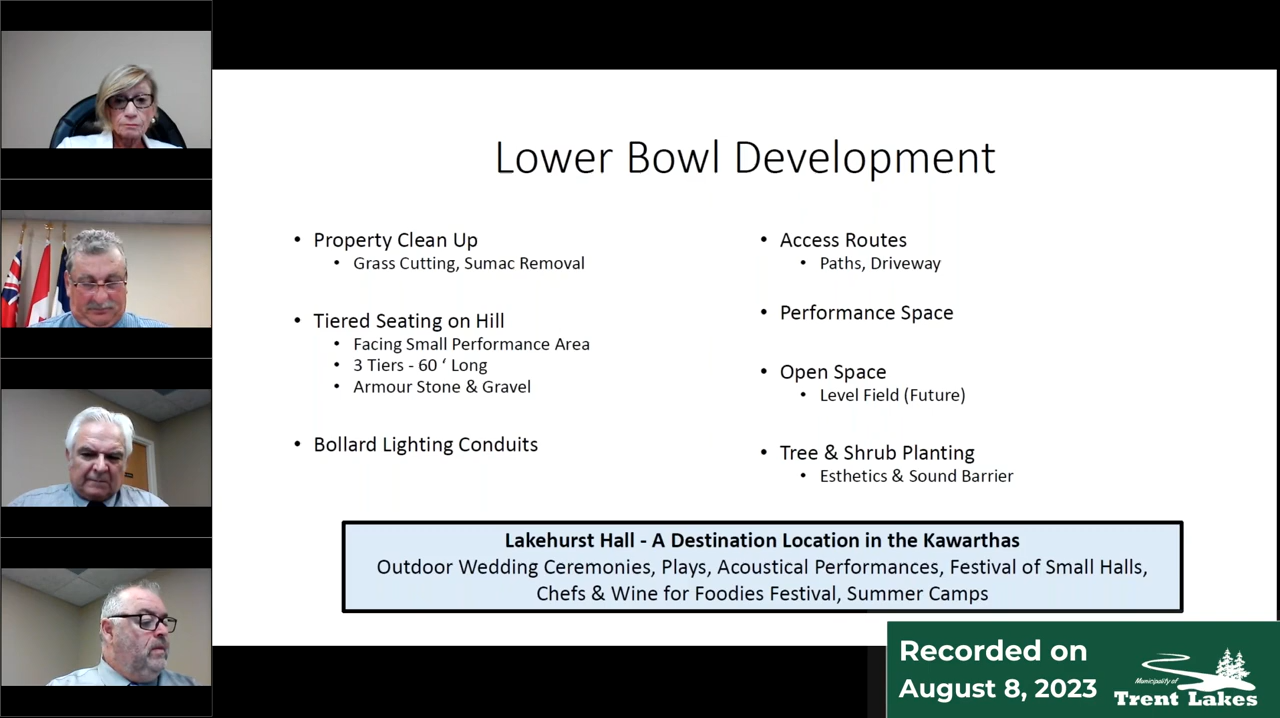 Lower Bowl Development
• Property Clean Up
• Grass Cutting, Sumac Removal
• Tiered Seating on Hill
• Facing Small Performance Area
• 3 Tiers - 60 ‘ Long
• Armour Stone & Gravel
• Bollard Lighting Conduits
• Access Routes
• Paths, Driveway
• Performance Space
• Open Space
• Level Field (Future)
• Tree & Shrub Planting
• Esthetics & Sound Barrier
Lakehurst Hall - A Destination Location in the Kawarthas
Outdoor Wedding Ceremonies, Plays, Acoustical Performances, Festival of Small Halls,
Chefs & Wine for Foodies Festival, Summer Camps
Recorded on
August 8, 2023
Municipality of
Trent Lakes